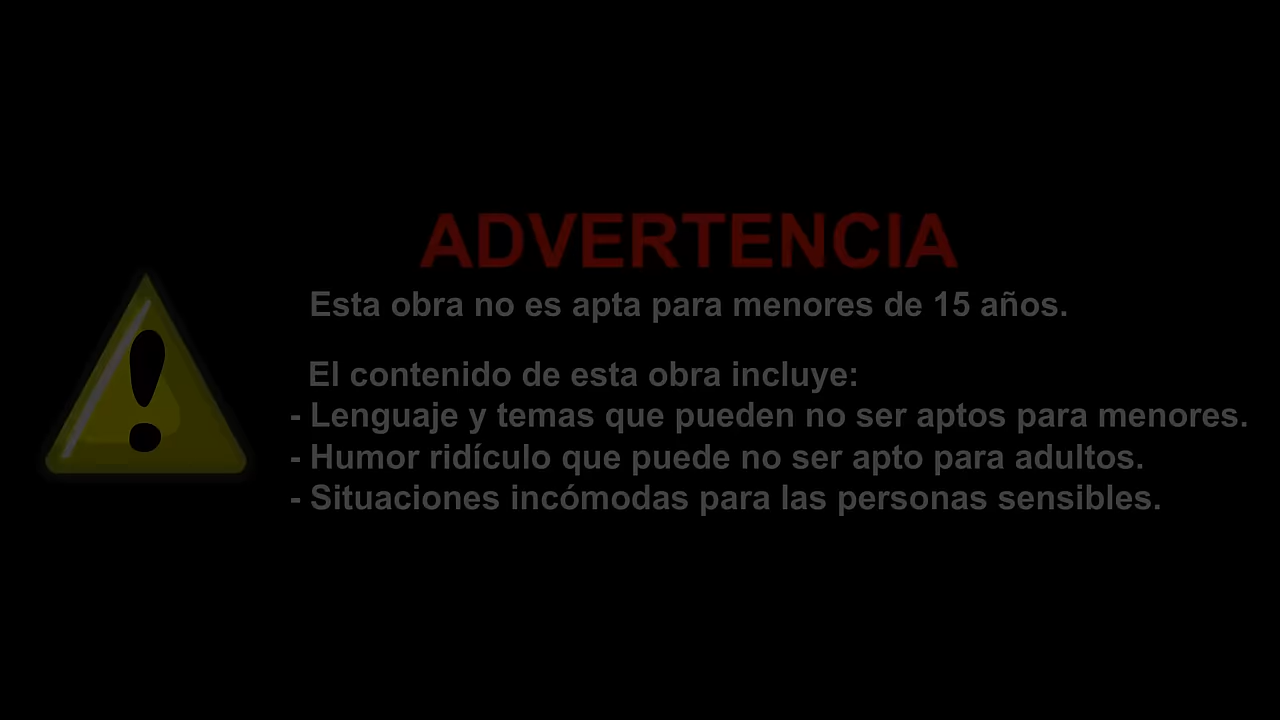 ADVERTENCIA
Esta obra no es apta para menores de 15 años.
El contenido de esta obra incluye:
- Lenguaje y temas que pueden no ser aptos para menores.
- Humor ridículo que puede no ser apto para adultos.
- Situaciones incómodas para las personas sensibles.